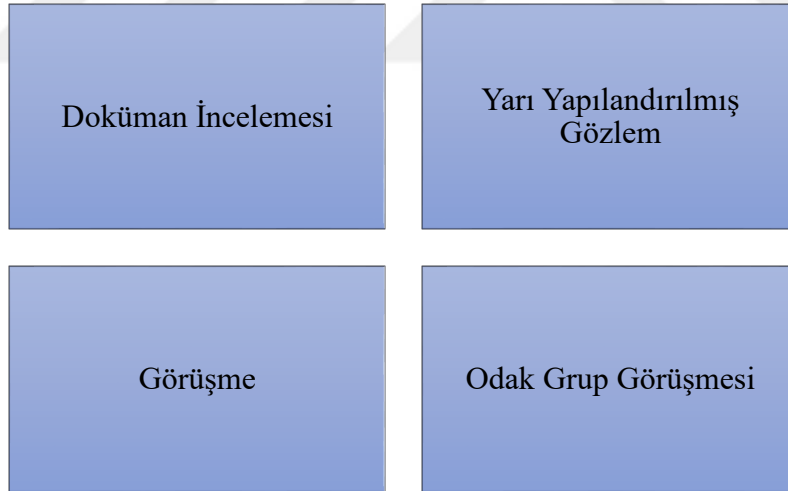 Doküman İncelemesi
Yarı Yapılandırılmış
Gözlem
Görüşme
Odak Grup Görüşmesi